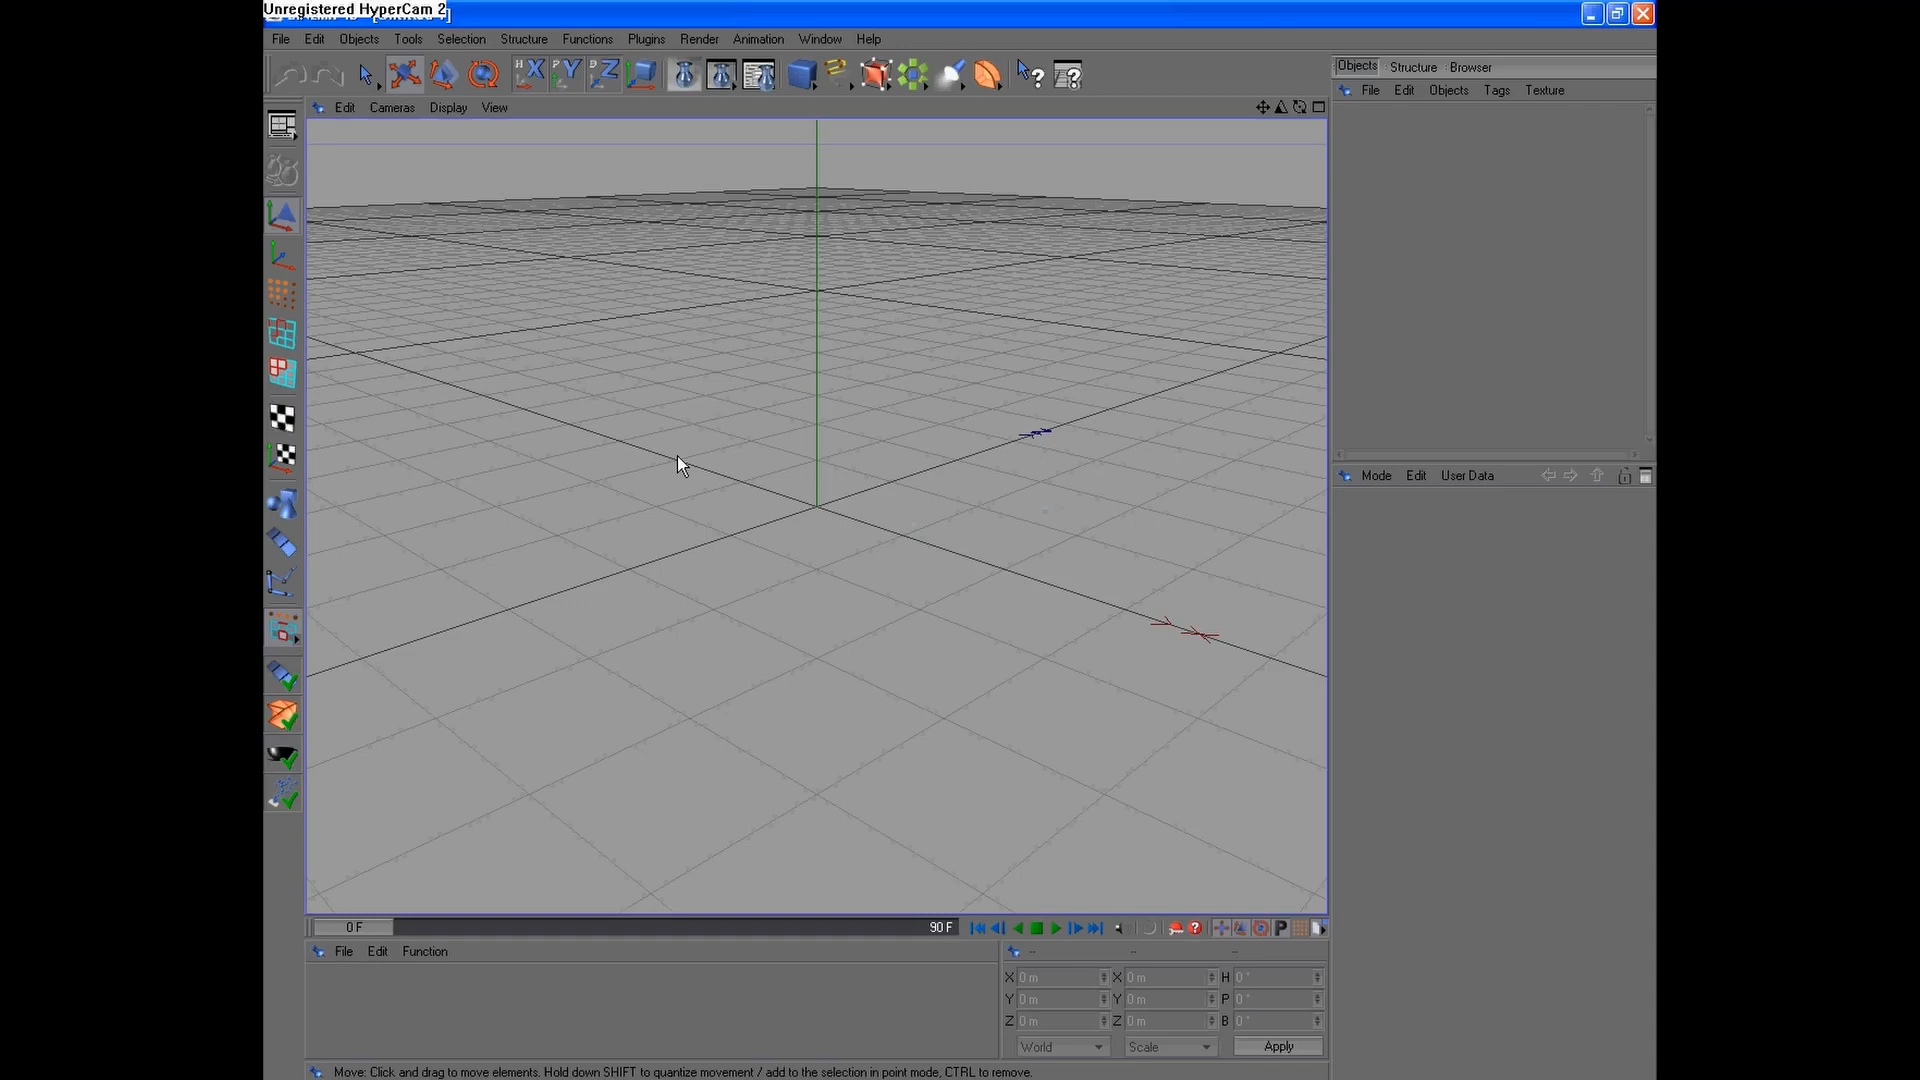 Unregistered HyperCam 2
File Edit Objects Tools Selection Structure Functions Plugins Render Animation Window Help
Objects Structure Browser
File Edit Objects Tags Texture
Edit Cameras Display View
Mode Edit User Data
0 F 90 F
File Edit Function
X 0 m X 0 m H 0 °
Y 0 m Y 0 m P 0 °
Z 0 m Z 0 m B 0 °
World Scale Apply
Move: Click and drag to move elements. Hold down SHIFT to quantize movement / add to the selection in point mode, CTRL to remove.